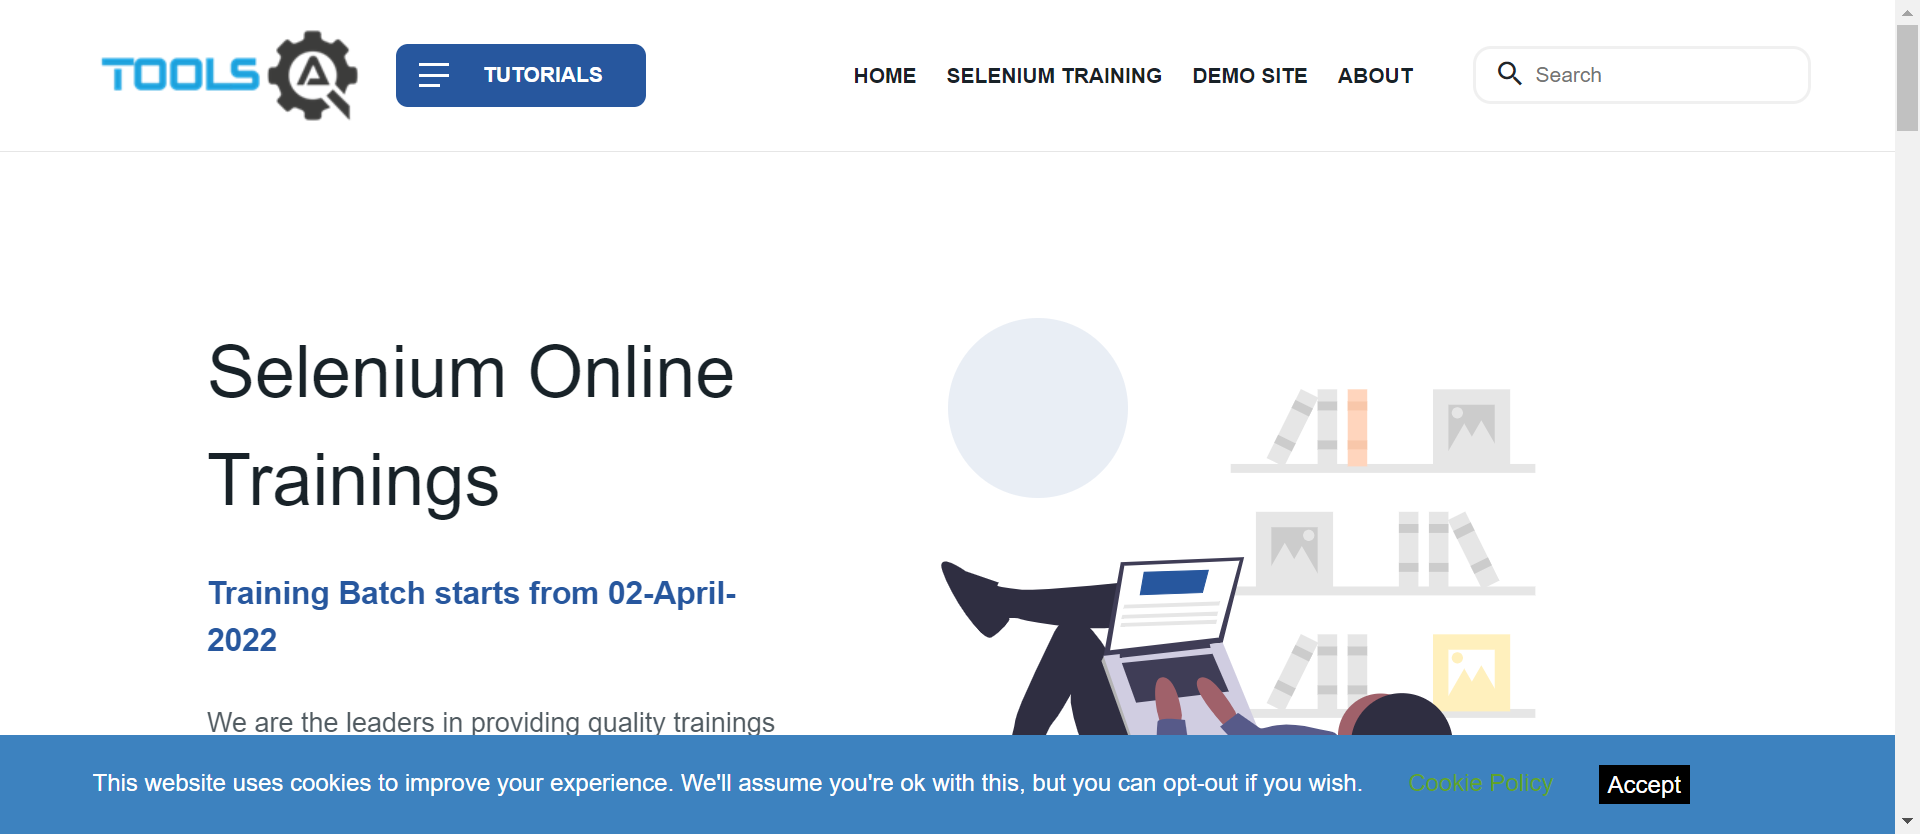 TOOLS QA
TUTORIALS
HOME
SELENIUM TRAINING
DEMO SITE
ABOUT
Search
Selenium Online
Trainings
Training Batch starts from 02-April-
2022
We are the leaders in providing quality trainings
This website uses cookies to improve your experience. We'll assume you're ok with this, but you can opt-out if you wish.
Cookie Policy
Accept